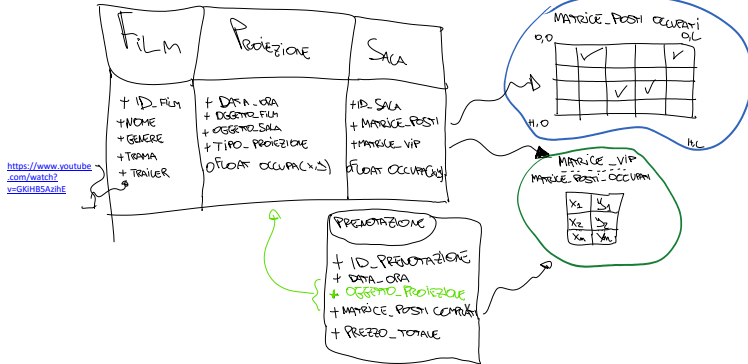 FILM
PROIEZIONE
SALA
+ ID_FILM
+ NOME
+ GENERE
+ TRAMA
+ TRAILER
https://www.youtube
.com/watch?
v=GKiHB5AzihE
+ DATA_ORA
+ OGGETTO_FILM
+ OGGETTO_SALA
+ TIPO_PROIEZIONE
o FLOAT OCCUPA(x,y)
+ ID_SALA
+ MATRICE_POSTI
+ MATRICE_VIP
o FLOAT OCCUPA(x,y)
MATRICE_POSTI OCCUPATI
0,0
0,L
H,0
H,L
MATRICE_VIP
MATRICE_POSTI_OCCUPATI
x1 y1
x2 y2
xn yn
PRENOTAZIONE
+ ID_PRENOTAZIONE
+ DATA_ORA
+ OGGETTO_PROIEZIONE
+ MATRICE_POSTI COMPRATI
+ PREZZO_TOTALE